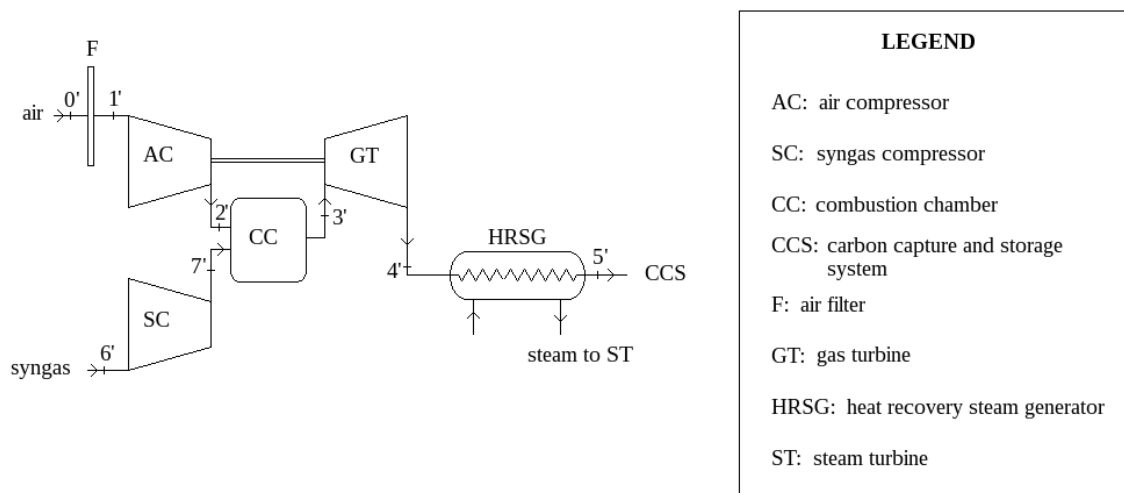 F
air
0'
1'
AC
GT
2'
CC
3'
7'
HRSG
4'
5'
CCS
SC
syngas
6'
steam to ST
LEGEND
AC: air compressor
SC: syngas compressor
CC: combustion chamber
CCS: carbon capture and storage
system
F: air filter
GT: gas turbine
HRSG: heat recovery steam generator
ST: steam turbine